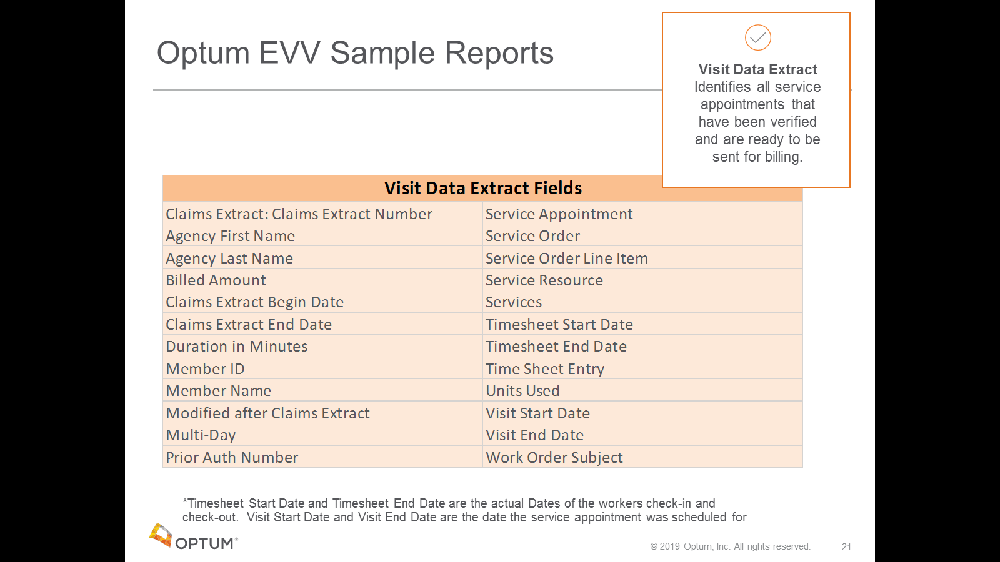 Optum EVV Sample Reports
Visit Data Extract
Identifies all service
appointments that
have been verified
and are ready to be
sent for billing.
Visit Data Extract Fields
Claims Extract: Claims Extract Number Service Appointment
Agency First Name Service Order
Agency Last Name Service Order Line Item
Billed Amount Service Resource
Claims Extract Begin Date Services
Claims Extract End Date Timesheet Start Date
Duration in Minutes Timesheet End Date
Member ID Time Sheet Entry
Member Name Units Used
Modified after Claims Extract Visit Start Date
Multi-Day Visit End Date
Prior Auth Number Work Order Subject
*Timesheet Start Date and Timesheet End Date are the actual Dates of the workers check-in and
check-out. Visit Start Date and Visit End Date are the date the service appointment was scheduled for
OPTUM®
© 2019 Optum, Inc. All rights reserved. 21